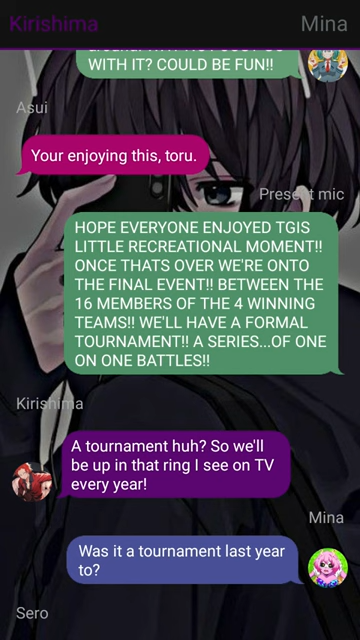 Kirishima
Mina
WITH IT? COULD BE FUN!!
Asui
Your enjoying this, toru.
Present mic
HOPE EVERYONE ENJOYED TGIS
LITTLE RECREATIONAL MOMENT!!
ONCE THATS OVER WE'RE ONTO
THE FINAL EVENT!! BETWEEN THE
16 MEMBERS OF THE 4 WINNING
TEAMS!! WE'LL HAVE A FORMAL
TOURNAMENT!! A SERIES...OF ONE
ON ONE BATTLES!!
Kirishima
A tournament huh? So we'll
be up in that ring I see on TV
every year!
Mina
Was it a tournament last year
to?
Sero